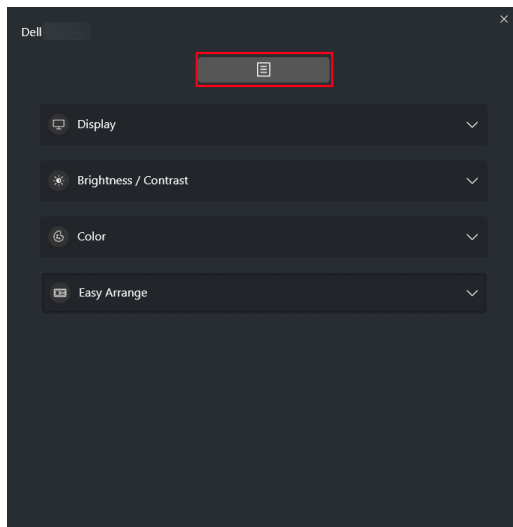 Dell
Display
Brightness / Contrast
Color
Easy Arrange